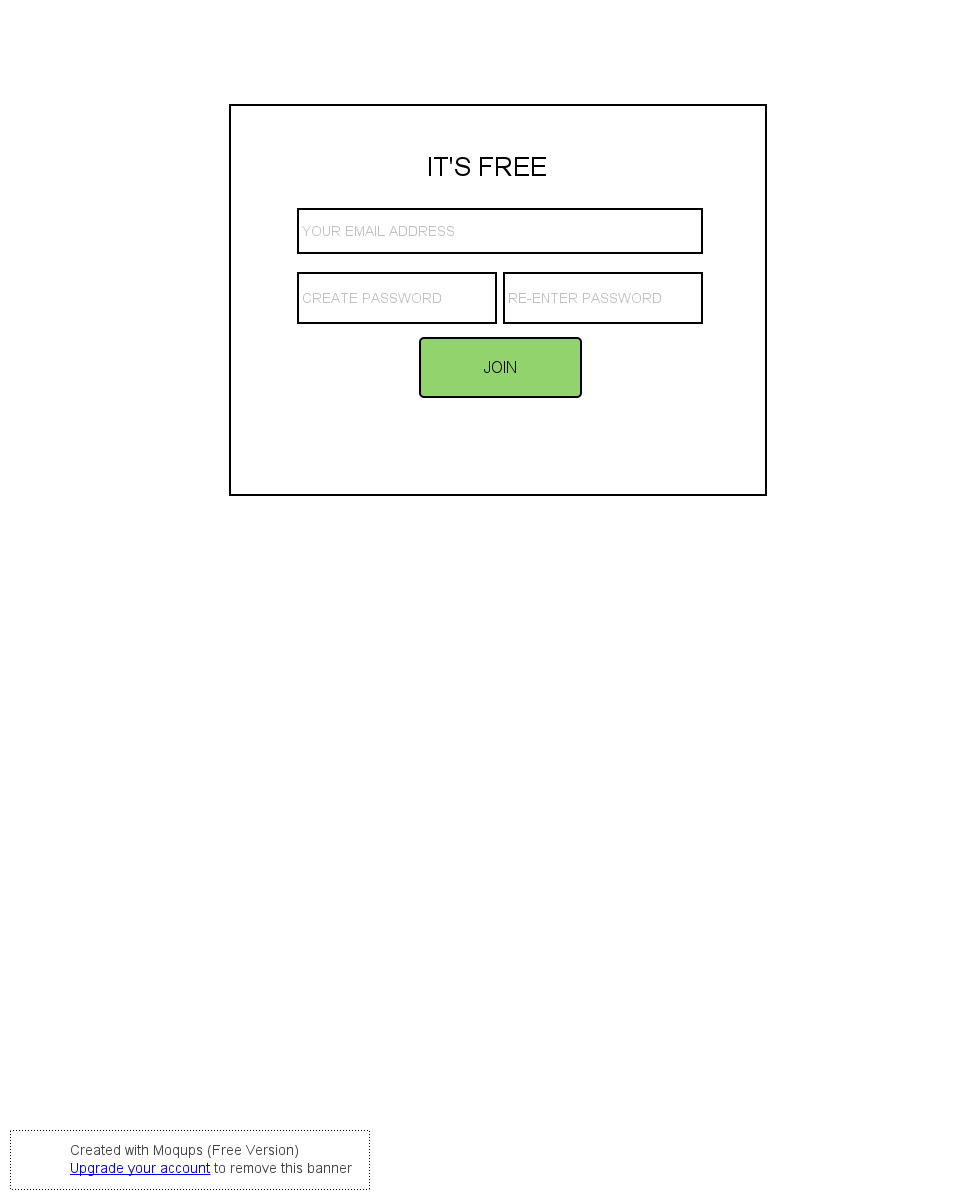 IT'S FREE
YOUR EMAIL ADDRESS
CREATE PASSWORD
RE-ENTER PASSWORD
JOIN
Created with Moqups (Free Version)
Upgrade your account to remove this banner